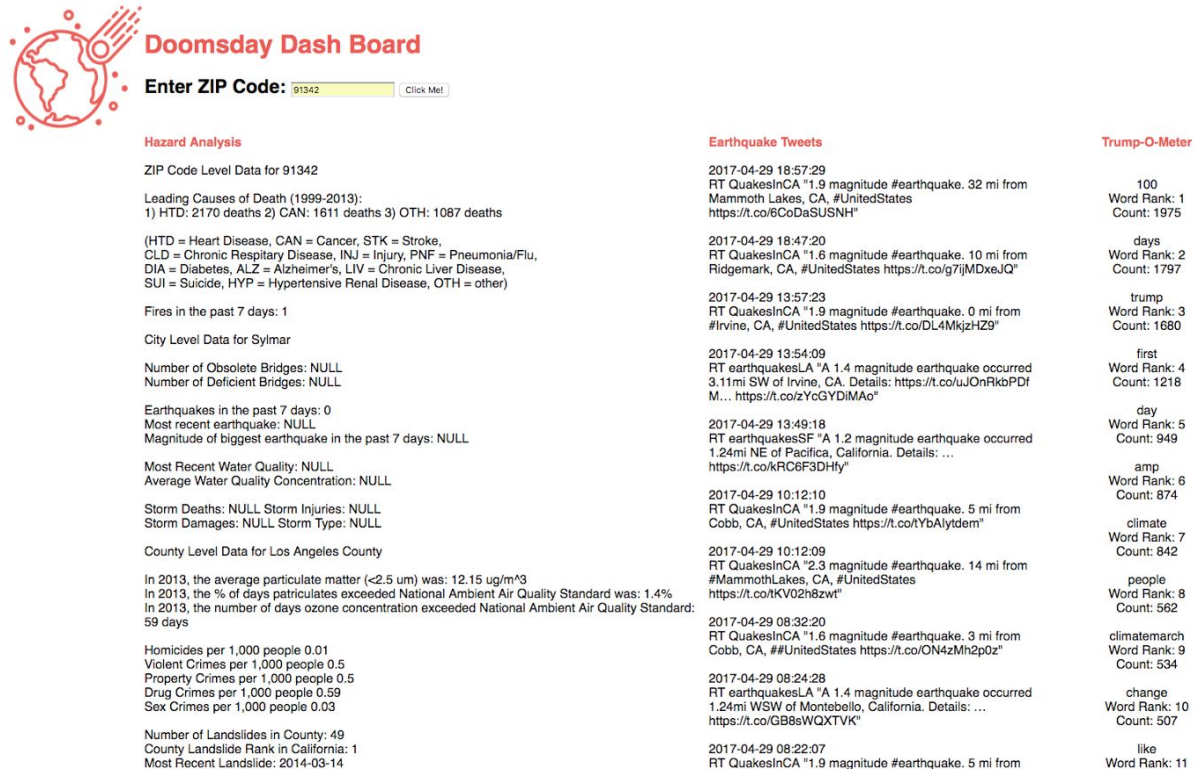 Doomsday Dash Board
Enter ZIP Code: 91342 Click Me!
Hazard Analysis
ZIP Code Level Data for 91342
Leading Causes of Death (1999-2013):
1) HTD: 2170 deaths 2) CAN: 1611 deaths 3) OTH: 1087 deaths
(HTD = Heart Disease, CAN = Cancer, STK = Stroke,
CLD = Chronic Respitary Disease, INJ = Injury, PNF = Pneumonia/Flu,
DIA = Diabetes, ALZ = Alzheimer's, LIV = Chronic Liver Disease,
SUI = Suicide, HYP = Hypertensive Renal Disease, OTH = other)
Fires in the past 7 days: 1
City Level Data for Sylmar
Number of Obsolete Bridges: NULL
Number of Deficient Bridges: NULL
Earthquakes in the past 7 days: 0
Most recent earthquake: NULL
Magnitude of biggest earthquake in the past 7 days: NULL
Most Recent Water Quality: NULL
Average Water Quality Concentration: NULL
Storm Deaths: NULL Storm Injuries: NULL
Storm Damages: NULL Storm Type: NULL
County Level Data for Los Angeles County
In 2013, the average particulate matter (<2.5 um) was: 12.15 ug/m^3
In 2013, the % of days patriculates exceeded National Ambient Air Quality Standard was: 1.4%
In 2013, the number of days ozone concentration exceeded National Ambient Air Quality Standard:
59 days
Homicides per 1,000 people 0.01
Violent Crimes per 1,000 people 0.5
Property Crimes per 1,000 people 0.5
Drug Crimes per 1,000 people 0.59
Sex Crimes per 1,000 people 0.03
Number of Landslides in County: 49
County Landslide Rank in California: 1
Most Recent Landslide: 2014-03-14
Earthquake Tweets
2017-04-29 18:57:29
RT QuakesInCA "1.9 magnitude #earthquake. 32 mi from
Mammoth Lakes, CA, #UnitedStates
https://t.co/6CoDaSUSNH"
2017-04-29 18:47:20
RT QuakesInCA "1.6 magnitude #earthquake. 10 mi from
Ridgemark, CA, #UnitedStates https://t.co/g7ijMDxeJQ"
2017-04-29 13:57:23
RT QuakesInCA "1.9 magnitude #earthquake. 0 mi from
#Irvine, CA, #UnitedStates https://t.co/DL4MkjzHZ9"
2017-04-29 13:54:09
RT earthquakesLA "A 1.4 magnitude earthquake occurred
3.11mi SW of Irvine, CA. Details: https://t.co/uJOnRkbPDf
M… https://t.co/zYcGYDiMAo"
2017-04-29 13:49:18
RT earthquakesSF "A 1.2 magnitude earthquake occurred
1.24mi NE of Pacifica, California. Details: …
https://t.co/kRC6F3DHfy"
2017-04-29 10:12:10
RT QuakesInCA "1.9 magnitude #earthquake. 5 mi from
Cobb, CA, #UnitedStates https://t.co/tYbAIytdem"
2017-04-29 10:12:09
RT QuakesInCA "2.3 magnitude #earthquake. 14 mi from
#MammothLakes, CA, #UnitedStates
https://t.co/tKV02h8zwt"
2017-04-29 08:32:20
RT QuakesInCA "1.6 magnitude #earthquake. 3 mi from
Cobb, CA, ##UnitedStates https://t.co/ON4zMh2p0z"
2017-04-29 08:24:28
RT earthquakesLA "A 1.4 magnitude earthquake occurred
1.24mi WSW of Montebello, California. Details: …
https://t.co/GB8sWQXTVK"
2017-04-29 08:22:07
RT QuakesInCA "1.9 magnitude #earthquake. 5 mi from
Trump-O-Meter
100
Word Rank: 1
Count: 1975
days
Word Rank: 2
Count: 1797
trump
Word Rank: 3
Count: 1680
first
Word Rank: 4
Count: 1218
day
Word Rank: 5
Count: 949
amp
Word Rank: 6
Count: 874
climate
Word Rank: 7
Count: 842
people
Word Rank: 8
Count: 562
climatemarch
Word Rank: 9
Count: 534
change
Word Rank: 10
Count: 507
like
Word Rank: 11